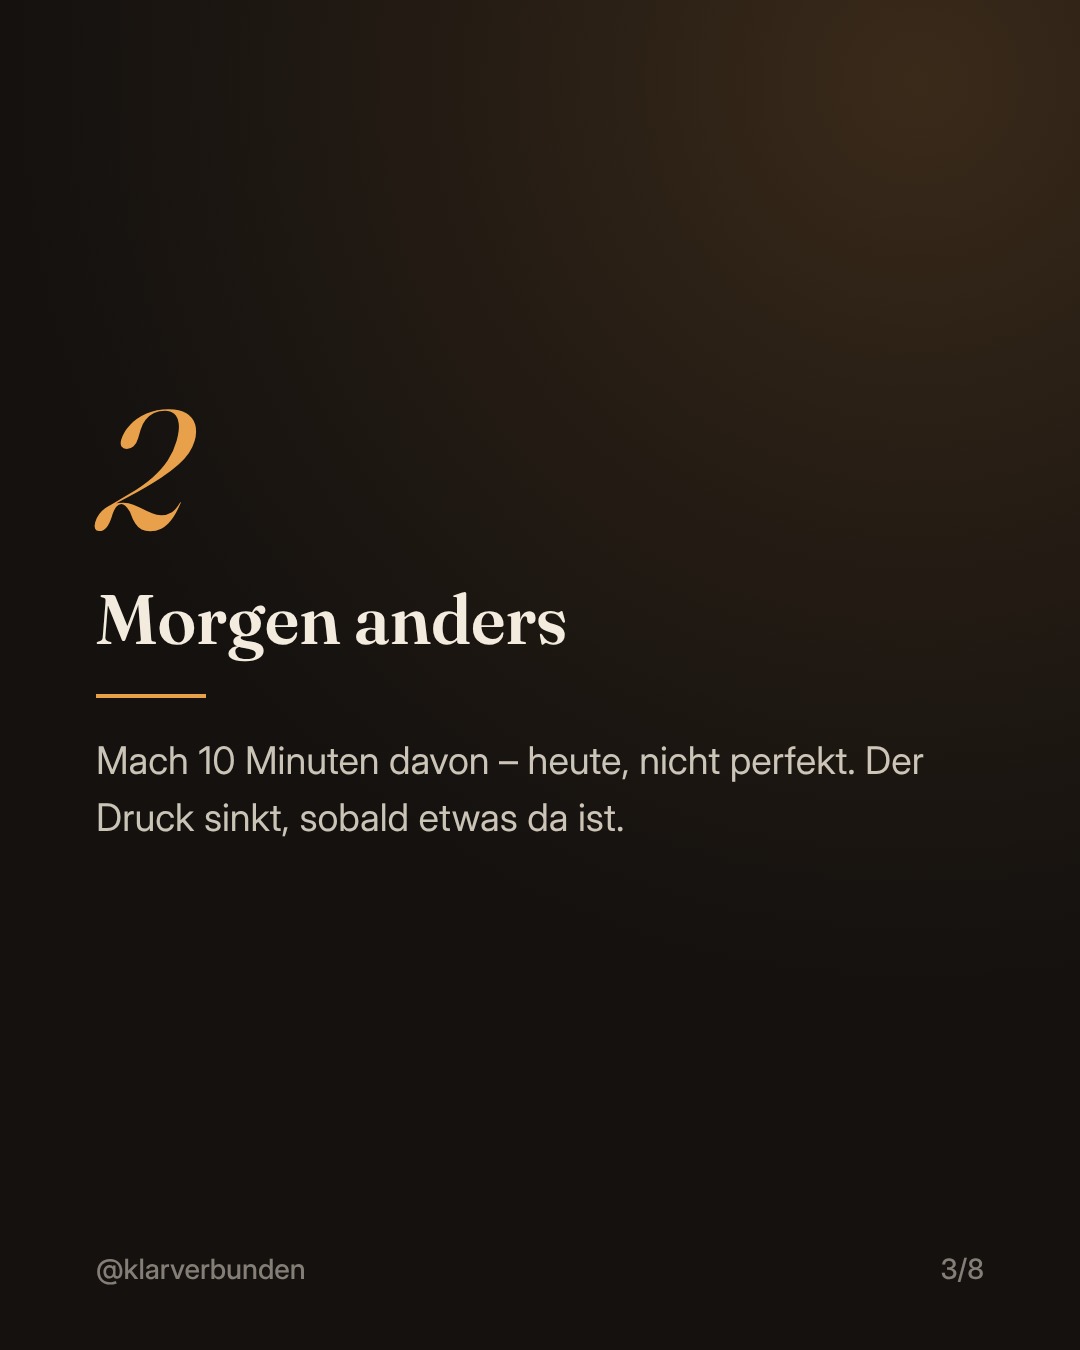 2
Morgen anders
Mach 10 Minuten davon – heute, nicht perfekt. Der
Druck sinkt, sobald etwas da ist.
@klarverbunden
3/8